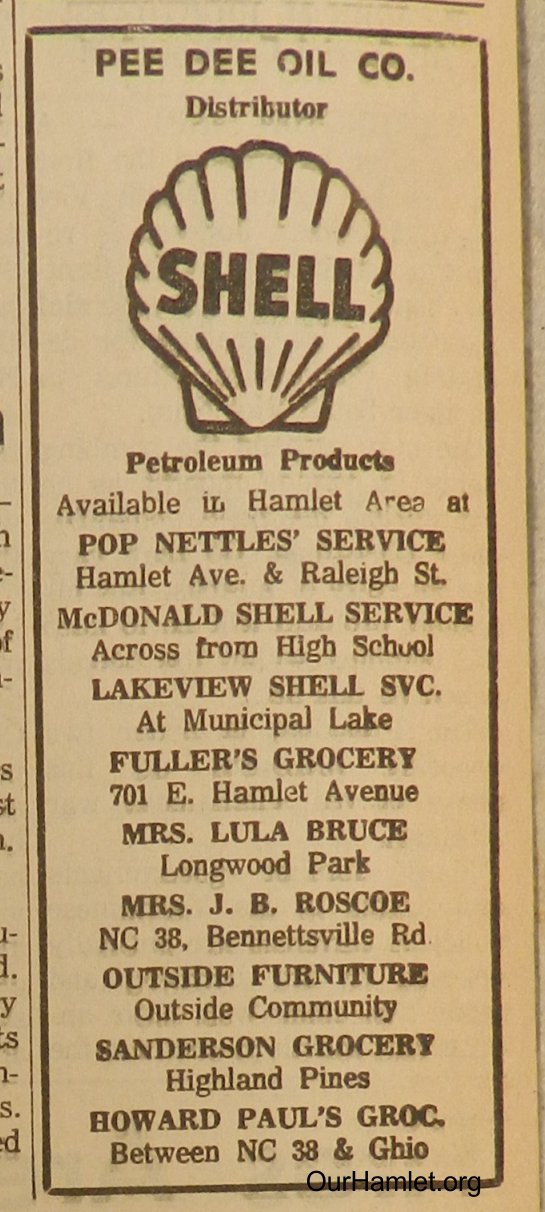 PEE DEE OIL CO.
Distributor
SHELL
Petroleum Products
Available in Hamlet Area at
POP NETTLES' SERVICE
Hamlet Ave. & Raleigh St.
McDONALD SHELL SERVICE
Across from High School
LAKEVIEW SHELL SVC.
At Municipal Lake
FULLER'S GROCERY
701 E. Hamlet Avenue
MRS. LULA BRUCE
Longwood Park
MRS. J. B. ROSCOE
NC 38, Bennettsville Rd.
OUTSIDE FURNITURE
Outside Community
SANDERSON GROCERY
Highland Pines
HOWARD PAUL'S GROC.
Between NC 38 & Ghio
OurHamlet.org